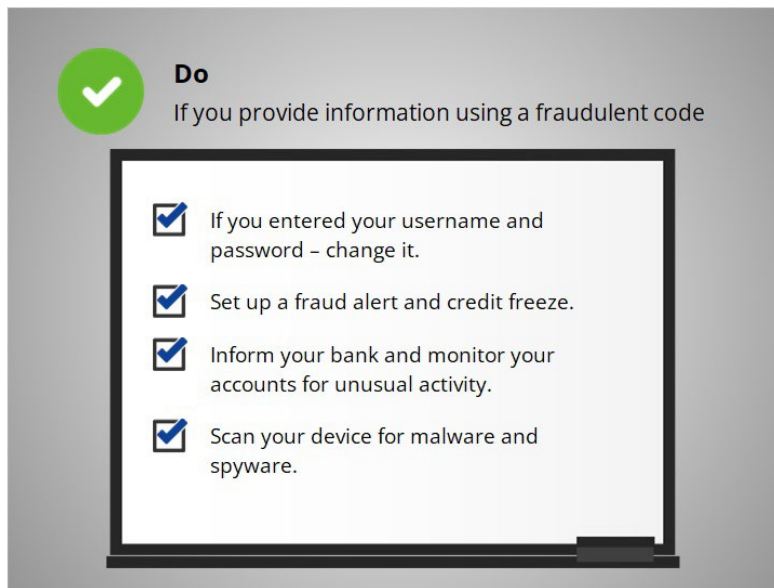 Do
If you provide information using a fraudulent code
If you entered your username and
password – change it.
Set up a fraud alert and credit freeze.
Inform your bank and monitor your
accounts for unusual activity.
Scan your device for malware and
spyware.